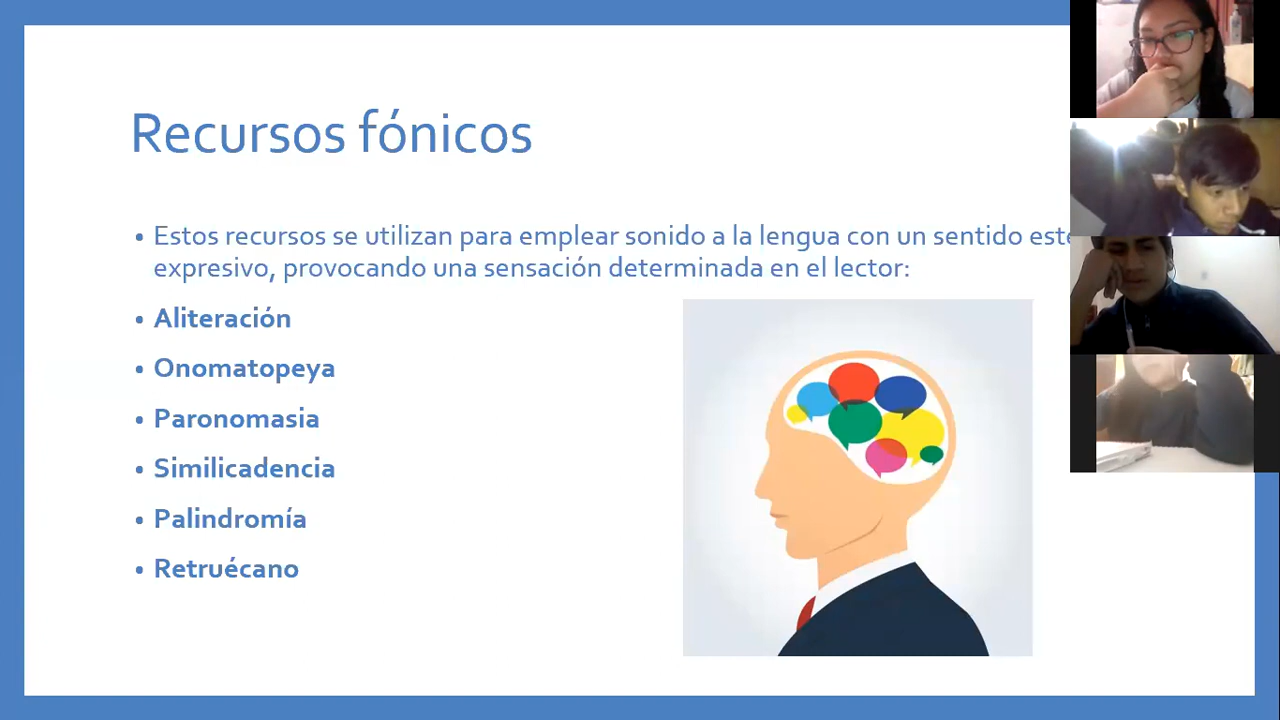 Recursos fónicos
• Estos recursos se utilizan para emplear sonido a la lengua con un sentido
expresivo, provocando una sensación determinada en el lector:
• Aliteración
• Onomatopeya
• Paronomasia
• Similicadencia
• Palindromía
• Retruécano